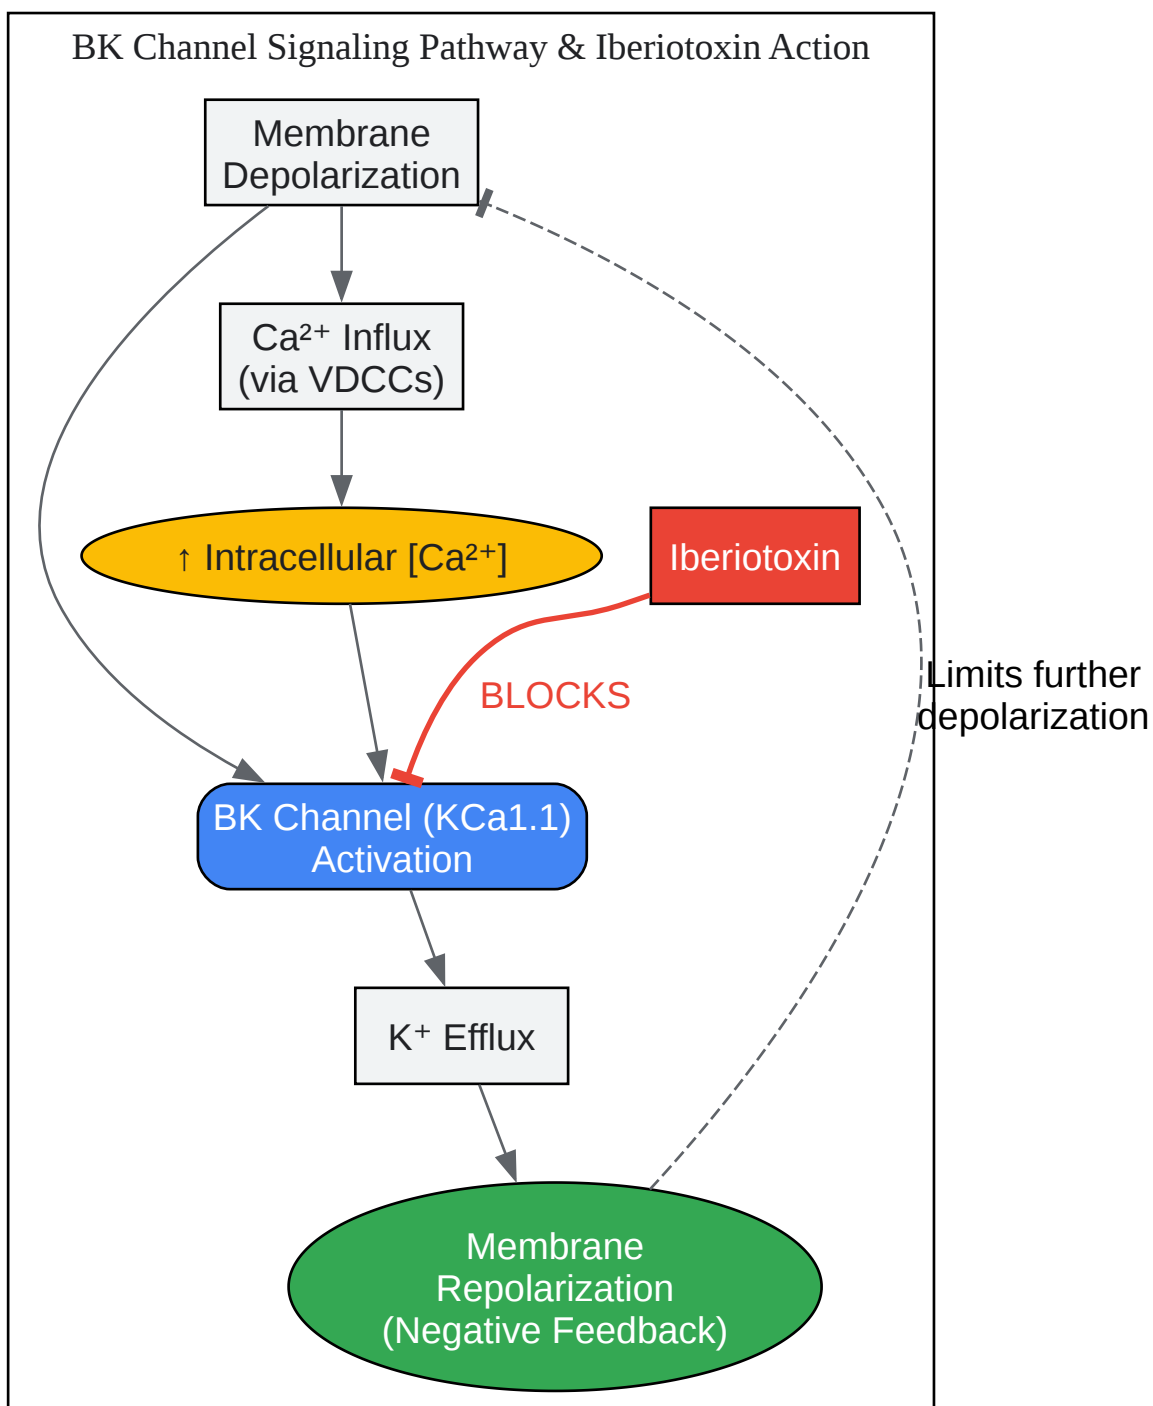 BK Channel Signaling Pathway & Iberiotoxin Action
Membrane
Depolarization
Ca²⁺ Influx
(via VDCCs)
↑ Intracellular [Ca²⁺]
Iberiotoxin
BLOCKS
Limits further
depolarization
BK Channel (KCa1.1)
Activation
K⁺ Efflux
Membrane
Repolarization
(Negative Feedback)